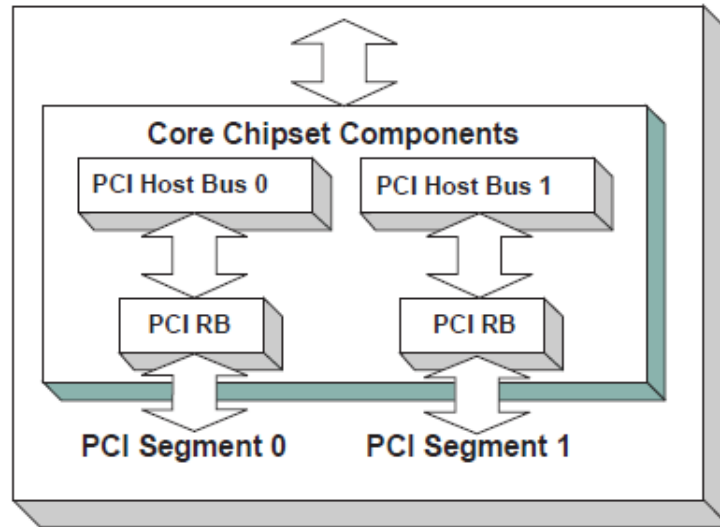 Core Chipset Components
PCI Host Bus 0
PCI Host Bus 1
PCI RB
PCI RB
PCI Segment 0
PCI Segment 1